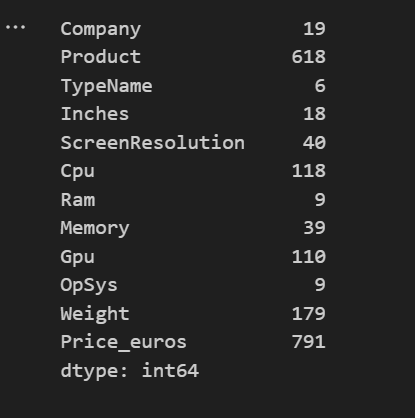 ... Company 19
Product 618
TypeName 6
Inches 18
ScreenResolution 40
Cpu 118
Ram 9
Memory 39
Gpu 110
OpSys 9
Weight 179
Price_euros 791
dtype: int64